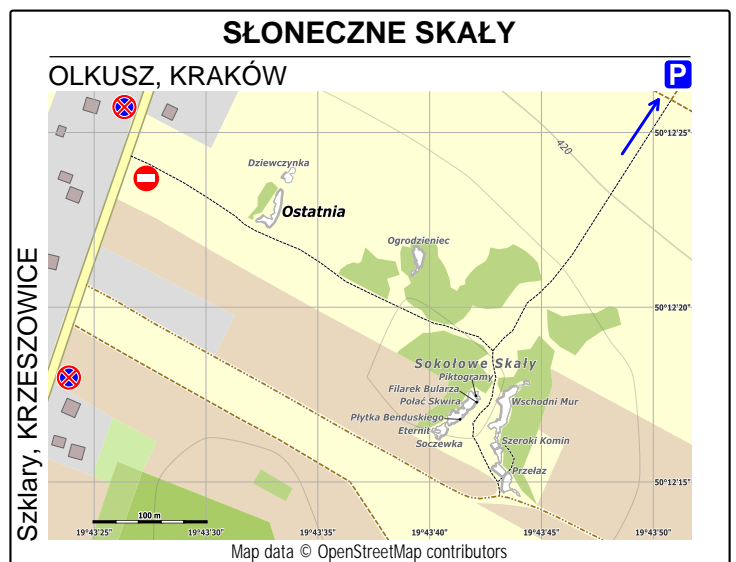 SŁONECZNE SKAŁY
OLKUSZ, KRAKÓW
P
50°12'25"
420
Dziewczynka
Ostatnia
Ogrodzieniec
50°12'20"
Szklary, KRZESZOWICE
Sokołowe Skały
Piktogramy
Filarek Bularza
Połać Skwira
Wschodni Mur
Płytka Benduskiego
Eternit
Soczewka
Szeroki Komin
Przełaz
50°12'15"
100 m
19°43'25"
19°43'30"
19°43'35"
19°43'40"
19°43'45"
19°43'50"
Map data © OpenStreetMap contributors